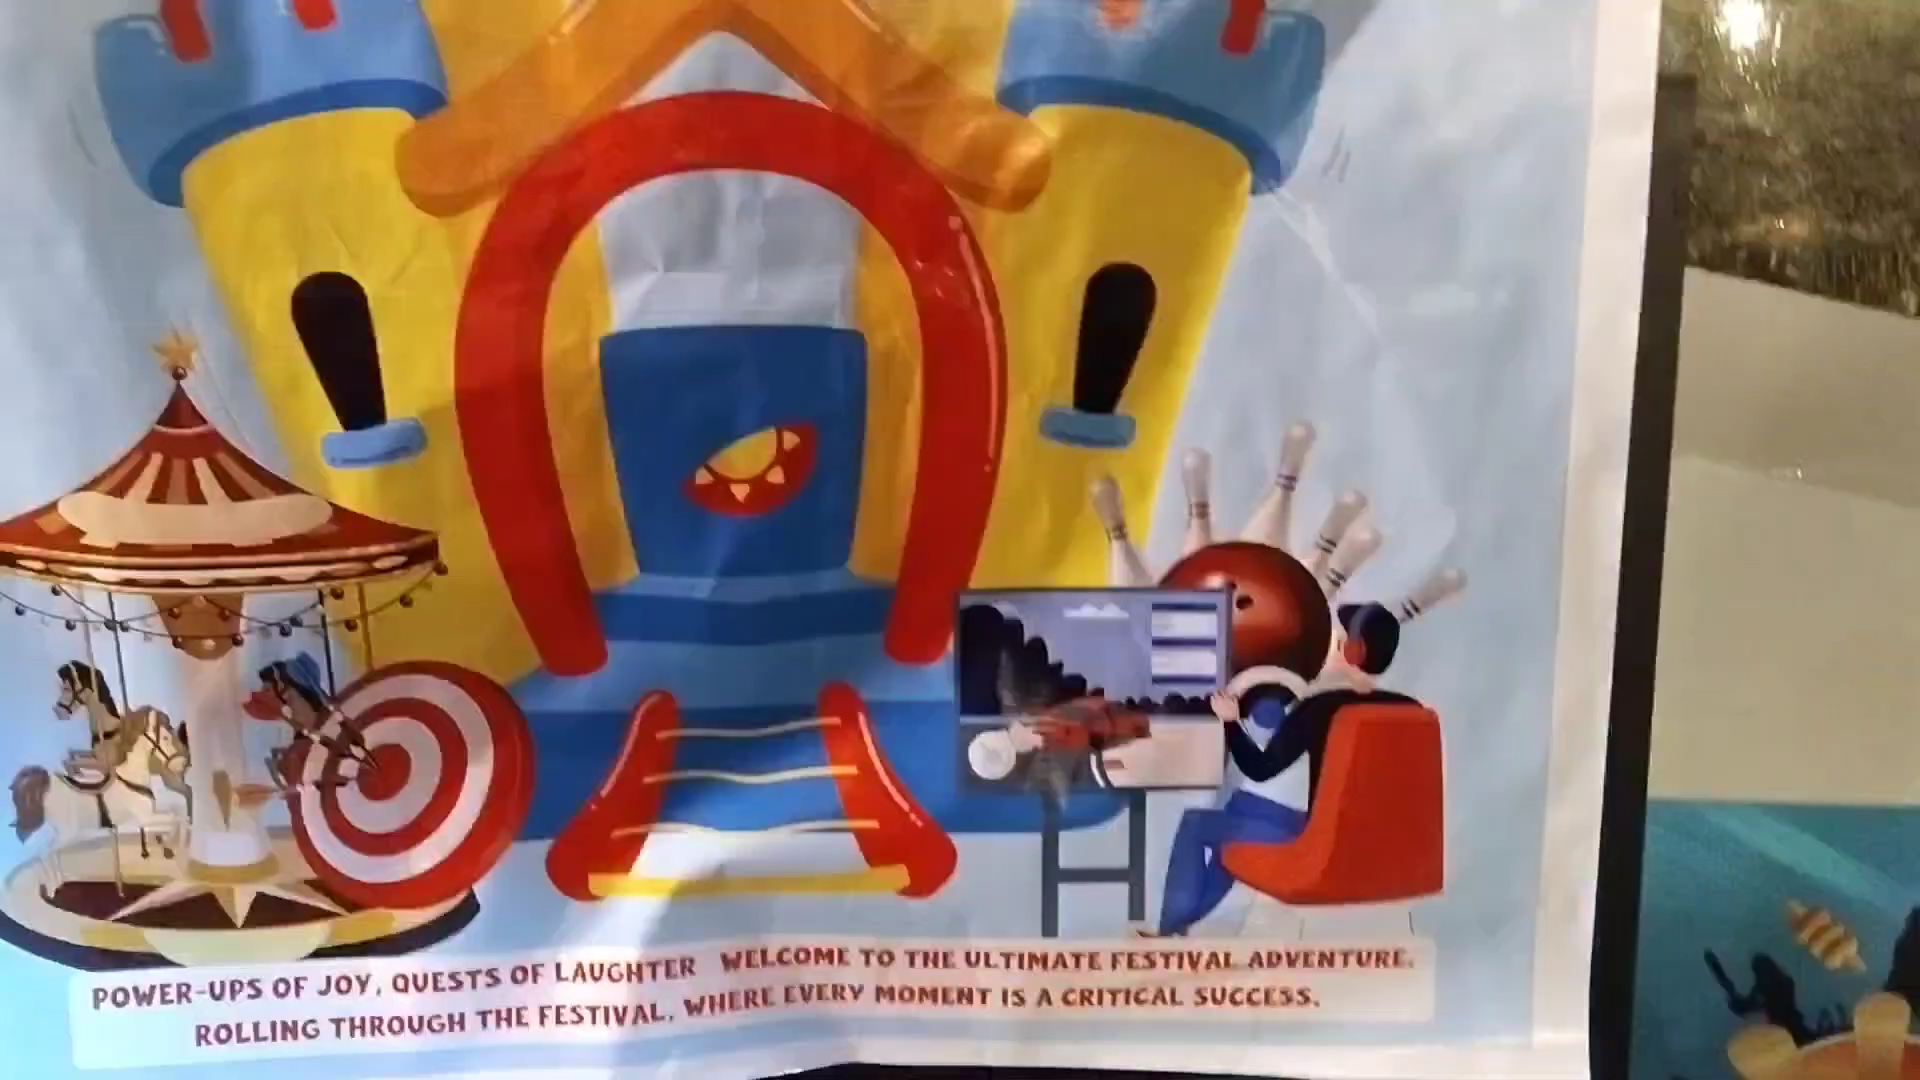 POWER-UPS OF JOY, QUESTS OF LAUGHTER WELCOME TO THE ULTIMATE FESTIVAL ADVENTURE.
ROLLING THROUGH THE FESTIVAL, WHERE EVERY MOMENT IS A CRITICAL SUCCESS.